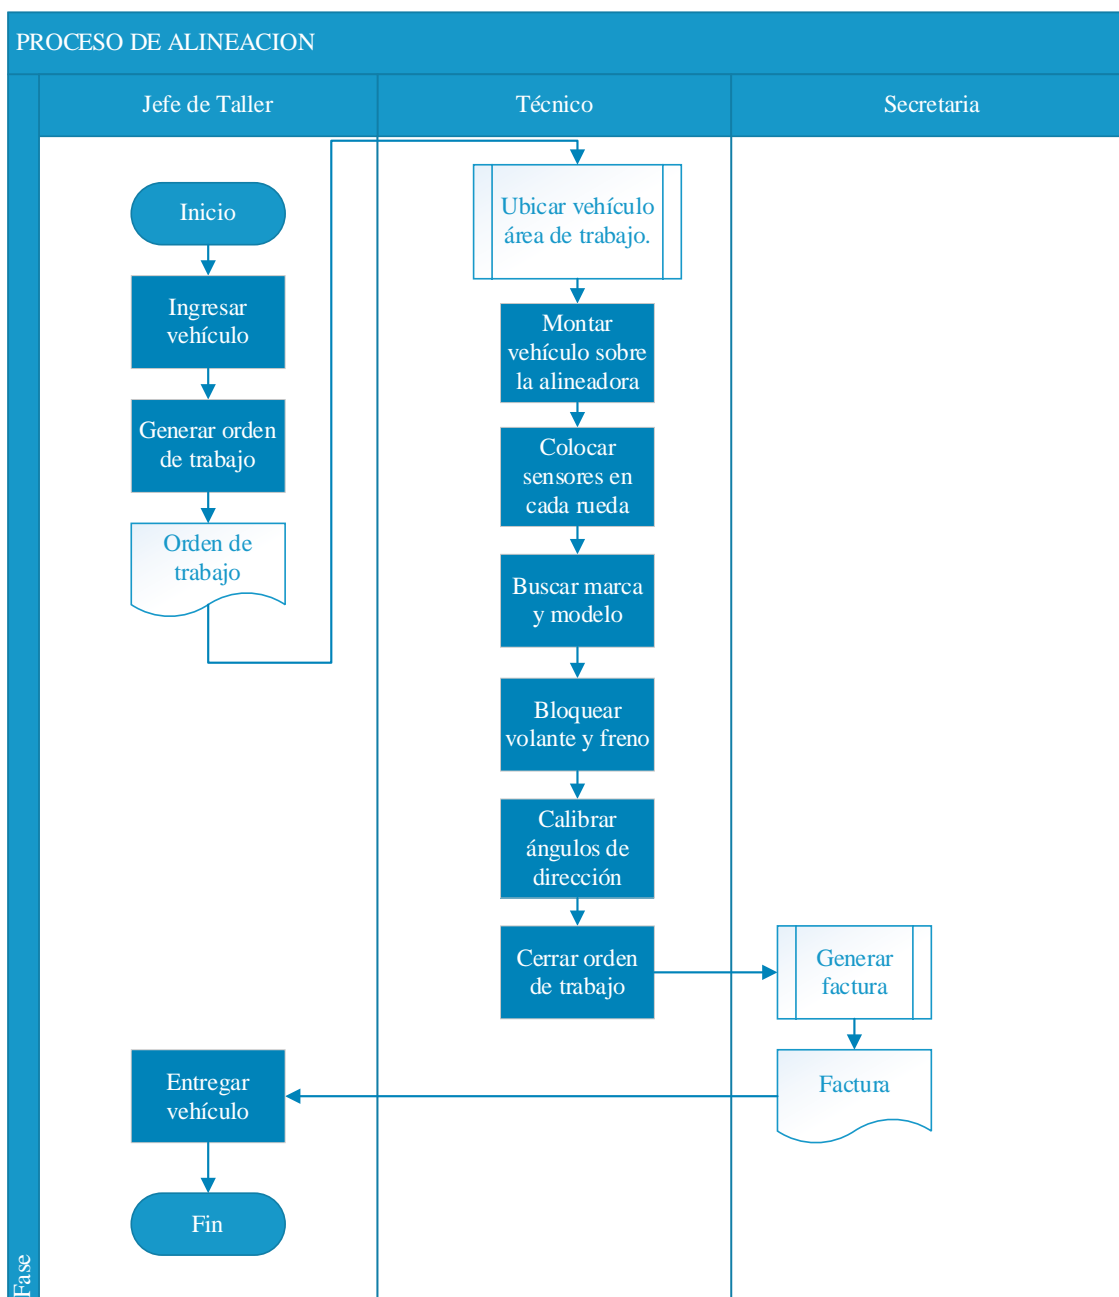 PROCESO DE ALINEACION
Jefe de Taller
Técnico
Secretaria
Inicio
Ingresar
vehículo
Generar orden
de trabajo
Orden de
trabajo
Ubicar vehículo
área de trabajo.
Montar
vehículo sobre
la alineadora
Colocar
sensores en
cada rueda
Buscar marca
y modelo
Bloquear
volante y freno
Calibrar
ángulos de
dirección
Cerrar orden
de trabajo
Generar
factura
Factura
Entregar
vehículo
Fin
Fase